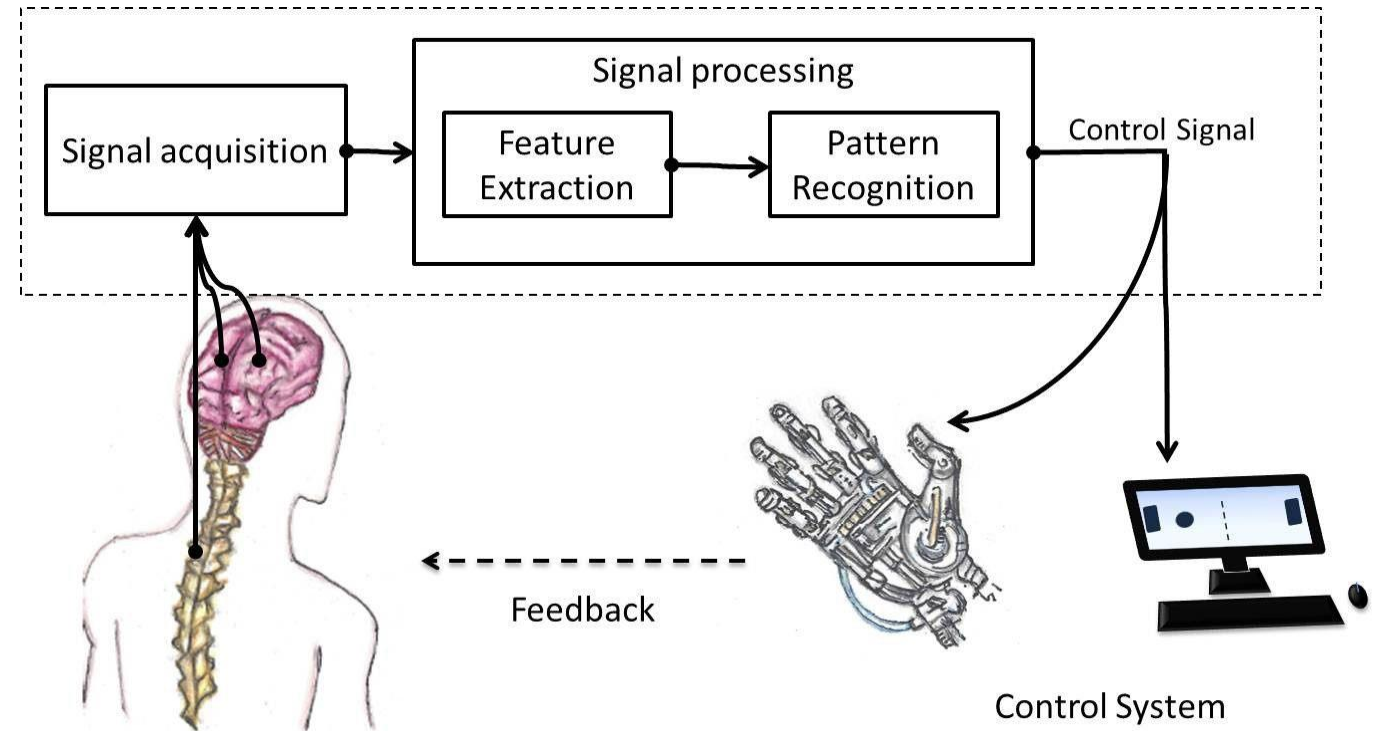 Signal processing
Signal acquisition
Feature
Extraction
Pattern
Recognition
Control Signal
Feedback
Control System